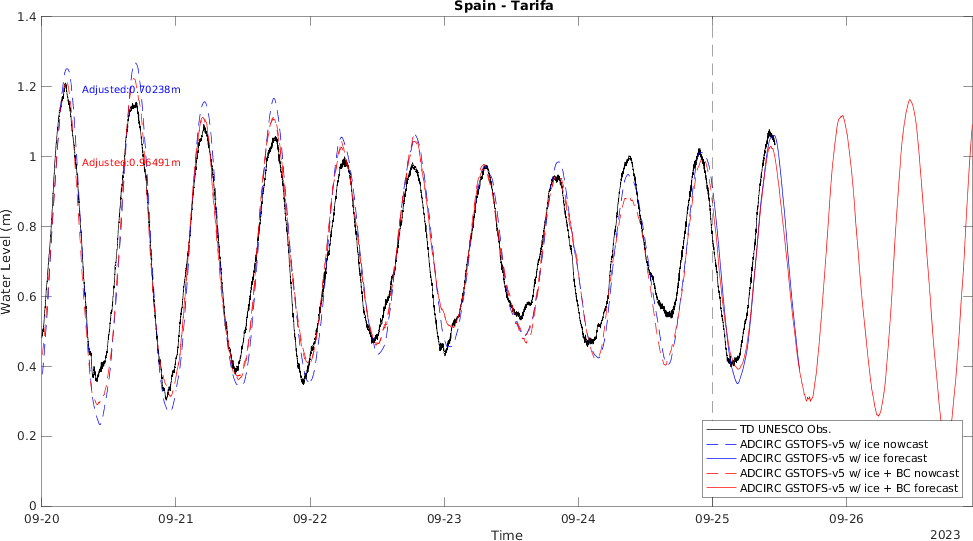 Spain - Tarifa
1.4
1.2
1
0.8
0.6
0.4
0.2
0
Water Level (m)
Adjusted:0.70238m
Adjusted:0.96491m
TD UNESCO Obs.
ADCIRC GSTOFS-v5 w/ ice nowcast
ADCIRC GSTOFS-v5 w/ ice forecast
ADCIRC GSTOFS-v5 w/ ice + BC nowcast
ADCIRC GSTOFS-v5 w/ ice + BC forecast
09-20 09-21 09-22 09-23 09-24 09-25 09-26
Time
2023